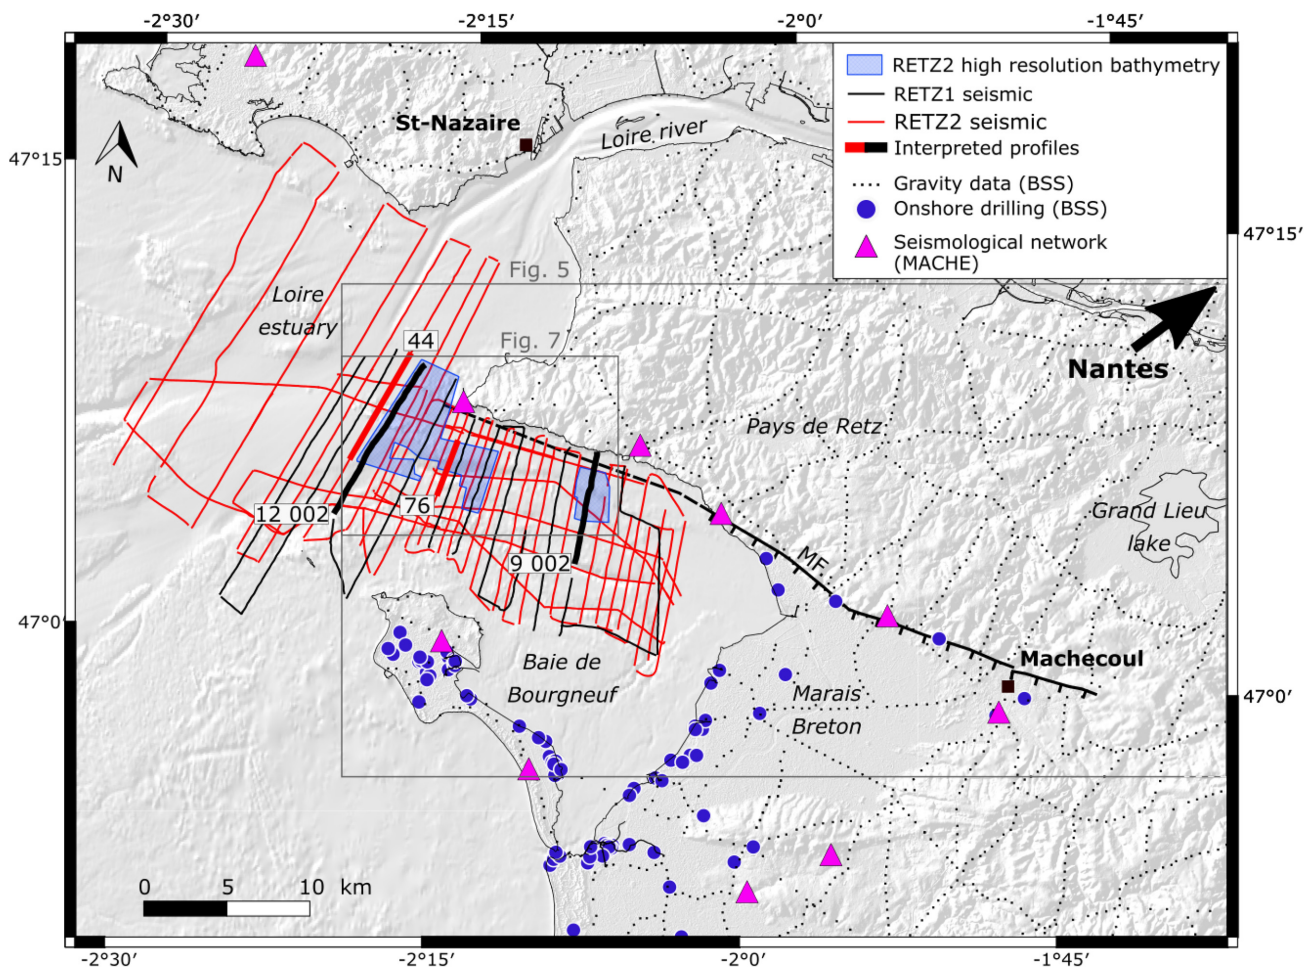 -2°30′
-2°15′
-2°0′
-1°45′
RETZ2 high resolution bathymetry
RETZ1 seismic
RETZ2 seismic
Interpreted profiles
Gravity data (BSS)
Onshore drilling (BSS)
Seismological network
(MACHE)
St-Nazaire
Loire river
47°15′
N
47°15′
Fig. 5
Loire
estuary
44
Fig. 7
Nantes
Pays de Retz
12 002
76
Grand Lieu
lake
9 002
MF
47°0′
Machecoul
Baie de
Bourgneuf
Marais
Breton
47°0′
0
5
10 km
-2°30′
-2°15′
-2°0′
-1°45′